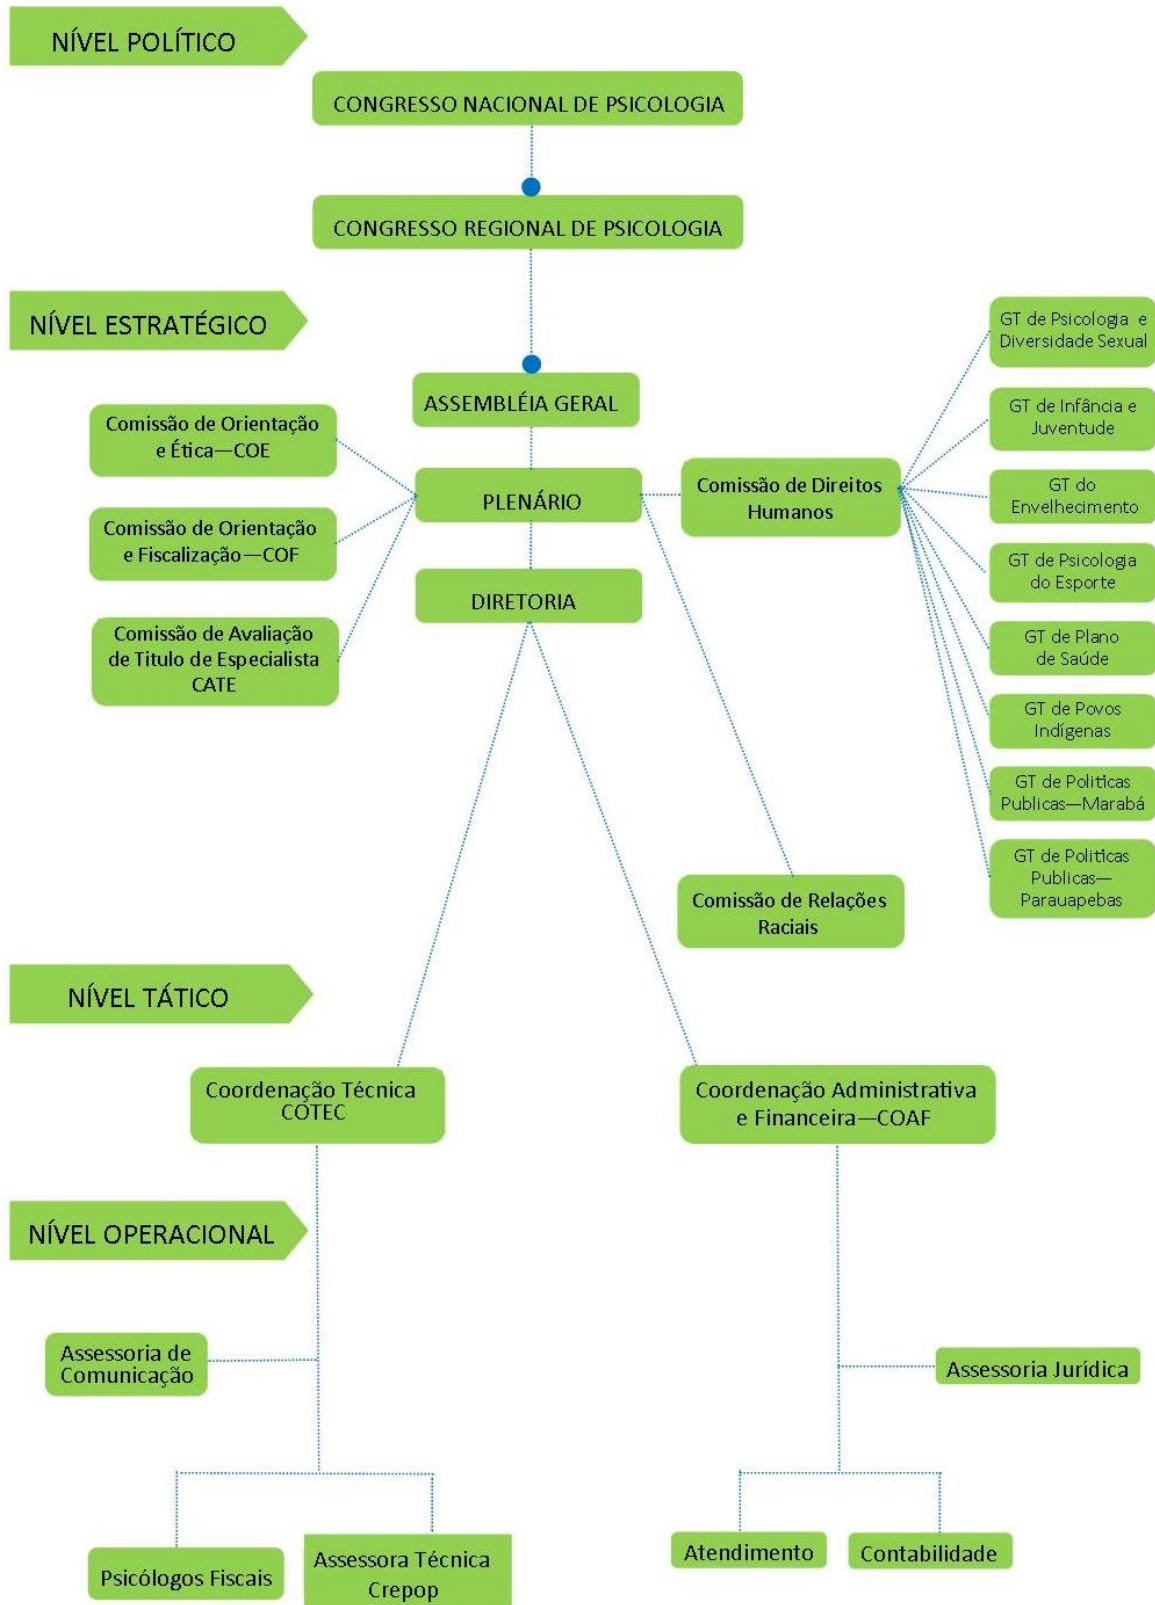 NÍVEL POLÍTICO
CONGRESSO NACIONAL DE PSICOLOGIA
CONGRESSO REGIONAL DE PSICOLOGIA
NÍVEL ESTRATÉGICO
ASSEMBLÉIA GERAL
PLENÁRIO
DIRETORIA
Comissão de Orientação
e Ética—COE
Comissão de Orientação
e Fiscalização—COF
Comissão de Avaliação
de Titulo de Especialista
CATE
Comissão de Direitos
Humanos
GT de Psicologia e
Diversidade Sexual
GT de Infância e
Juventude
GT do
Envelhecimento
GT de Psicologia
do Esporte
GT de Plano
de Saúde
GT de Povos
Indígenas
GT de Politicas
Publicas—Marabá
GT de Politicas
Publicas—
Parauapebas
Comissão de Relações
Raciais
NÍVEL TÁTICO
Coordenação Técnica
COTEC
Coordenação Administrativa
e Financeira—COAF
NÍVEL OPERACIONAL
Assessoria de
Comunicação
Assessoria Jurídica
Psicólogos Fiscais
Assessora Técnica
Crepop
Atendimento
Contabilidade